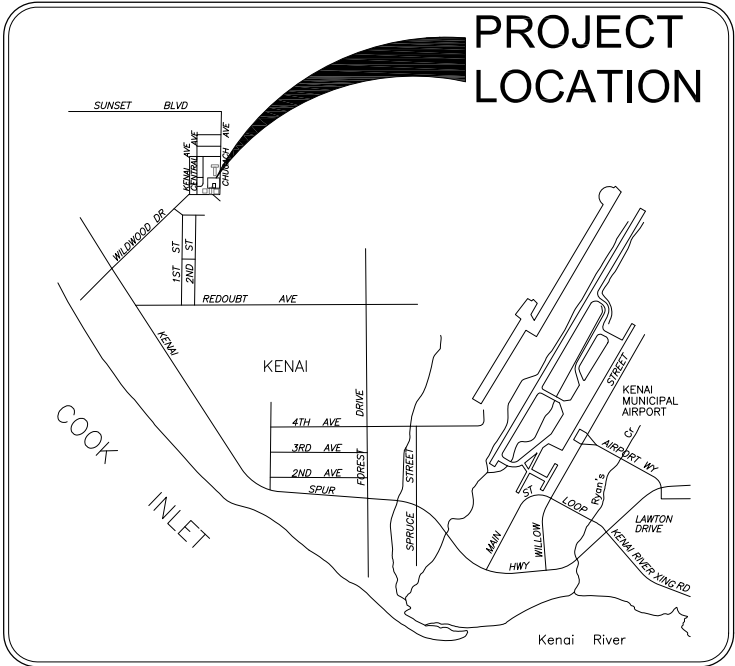 PROJECT
LOCATION
SUNSET BLVD
KENAI AVE
CENTRAL AVE
CHUGACH AVE
WILDWOOD DR
1ST ST
2ND ST
REDOUBT AVE
KENAI
KENAI
FOREST DRIVE
4TH AVE
3RD AVE
2ND AVE
SPUR
SPRUCE STREET
COOK
INLET
STREET
KENAI
MUNICIPAL
AIRPORT
AIRPORT WY
Ryan's Cr
MAIN ST
LOOP
WILLOW
LAWTON
DRIVE
KENAI RIVER XING RD
HWY
Kenai River